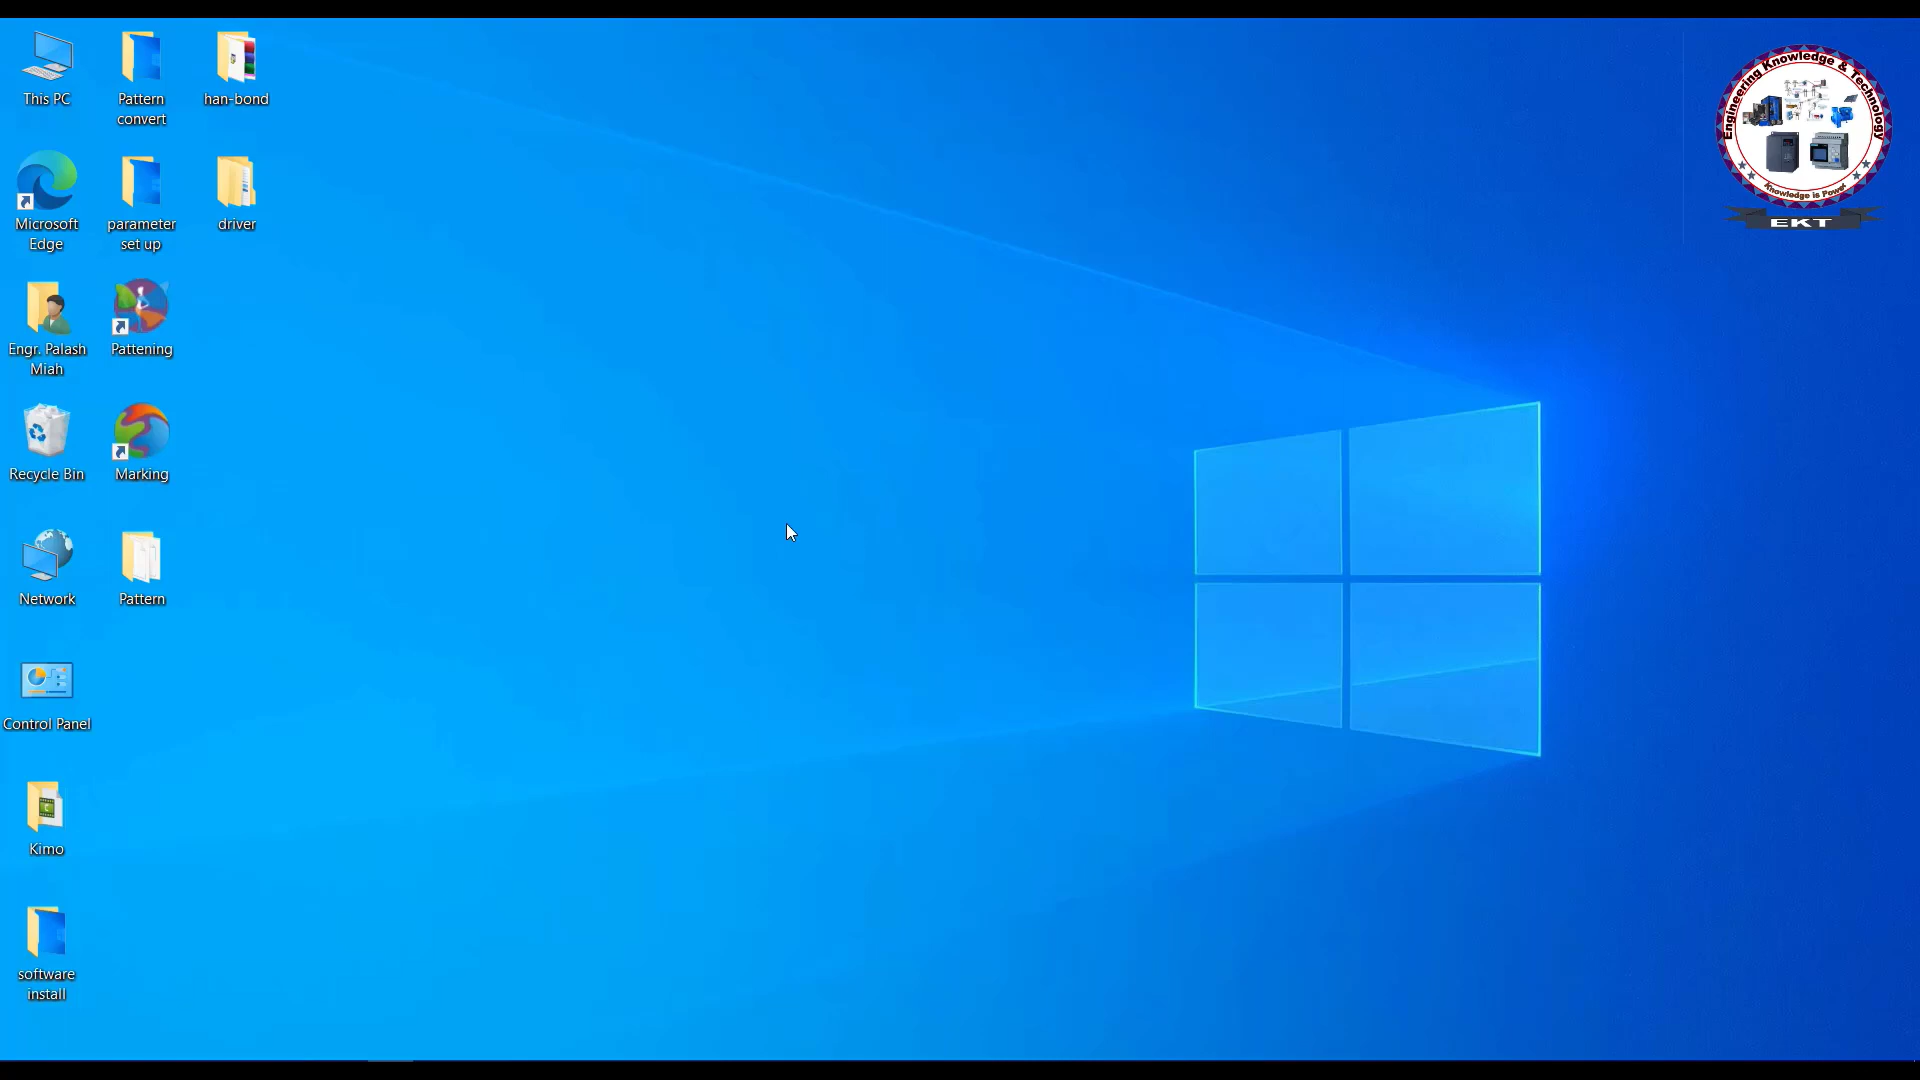 This PC
Pattern
convert
han-bond
Microsoft
Edge
parameter
set up
driver
Engr. Palash
Miah
Pattening
Recycle Bin
Marking
Network
Pattern
Control Panel
Kimo
software
install
Engineering Knowledge & Technology
Knowledge is Power
EKT